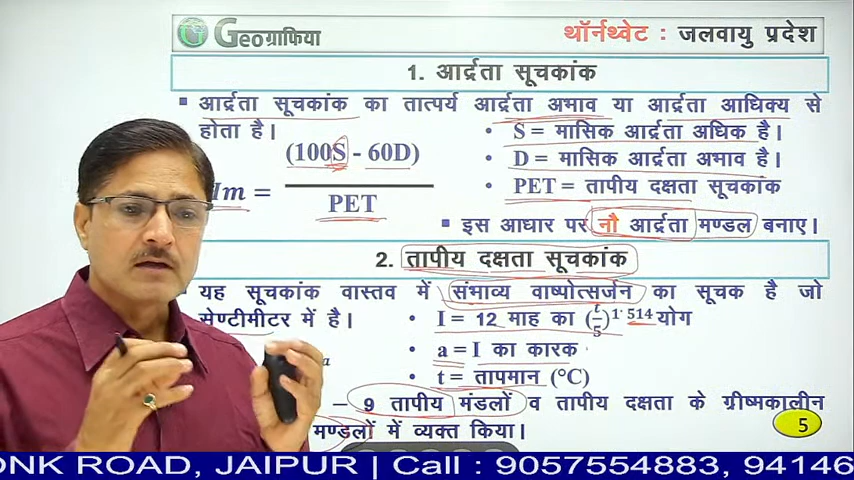 Geoग्राफिया
थॉर्नथ्वेट : जलवायु प्रदेश
1. आर्द्रता सूचकांक
▪ आर्द्रता सूचकांक का तात्पर्य आर्द्रता अभाव या आर्द्रता आधिक्य से
होता है।
• S = मासिक आर्द्रता अधिक है।
(100S - 60D)
• D = मासिक आर्द्रता अभाव है।
Im =
PET
• PET = तापीय दक्षता सूचकांक
▪ इस आधार पर नौ आर्द्रता मण्डल बनाए।
2. तापीय दक्षता सूचकांक
यह सूचकांक वास्तव में संभाव्य वाष्पोत्सर्जन का सूचक है जो
सेण्टीमीटर में है।
• I = 12 माह का (t/5)1.514 योग
• a = I का कारक
a
• t = तापमान (°C)
– 9 तापीय मंडलों व तापीय दक्षता के ग्रीष्मकालीन
मण्डलों में व्यक्त किया।
5
ONK ROAD, JAIPUR | Call : 9057554883, 94146